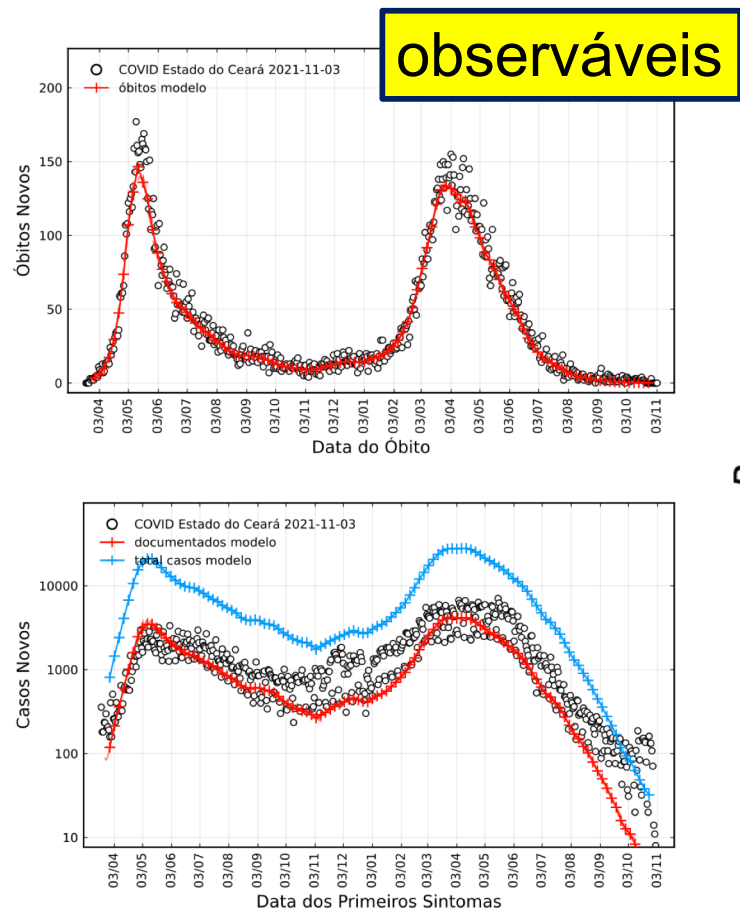 observáveis
COVID Estado do Ceará 2021-11-03
óbitos modelo
200
150
100
50
0
Óbitos Novos
03/04 03/05 03/06 03/07 03/08 03/09 03/10 03/11 03/12 03/01 03/02 03/03 03/04 03/05 03/06 03/07 03/08 03/09 03/10 03/11
Data do Óbito
COVID Estado do Ceará 2021-11-03
documentados modelo
total casos modelo
10000
1000
100
10
Casos Novos
03/04 03/05 03/06 03/07 03/08 03/09 03/10 03/11 03/12 03/01 03/02 03/03 03/04 03/05 03/06 03/07 03/08 03/09 03/10 03/11
Data dos Primeiros Sintomas